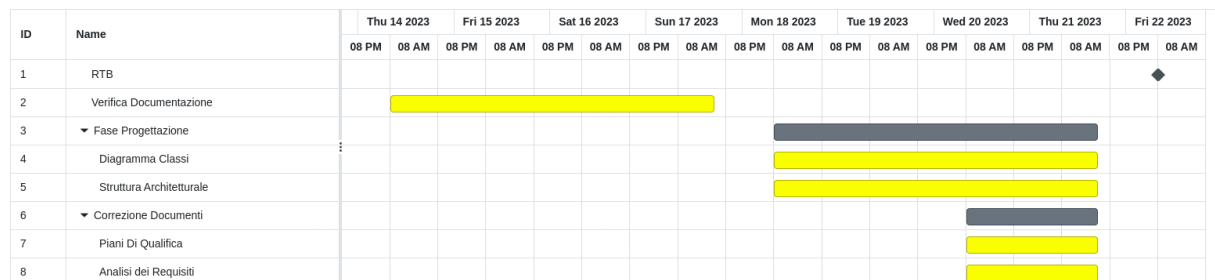 ID Name Thu 14 2023 Fri 15 2023 Sat 16 2023 Sun 17 2023 Mon 18 2023 Tue 19 2023 Wed 20 2023 Thu 21 2023 Fri 22 2023
08 PM 08 AM 08 PM 08 AM 08 PM 08 AM 08 PM 08 AM 08 PM 08 AM 08 PM 08 AM 08 PM 08 AM 08 PM 08 AM 08 PM 08 AM
1 RTB
2 Verifica Documentazione
3 Fase Progettazione
4 Diagramma Classi
5 Struttura Architetturale
6 Correzione Documenti
7 Piani Di Qualifica
8 Analisi dei Requisiti